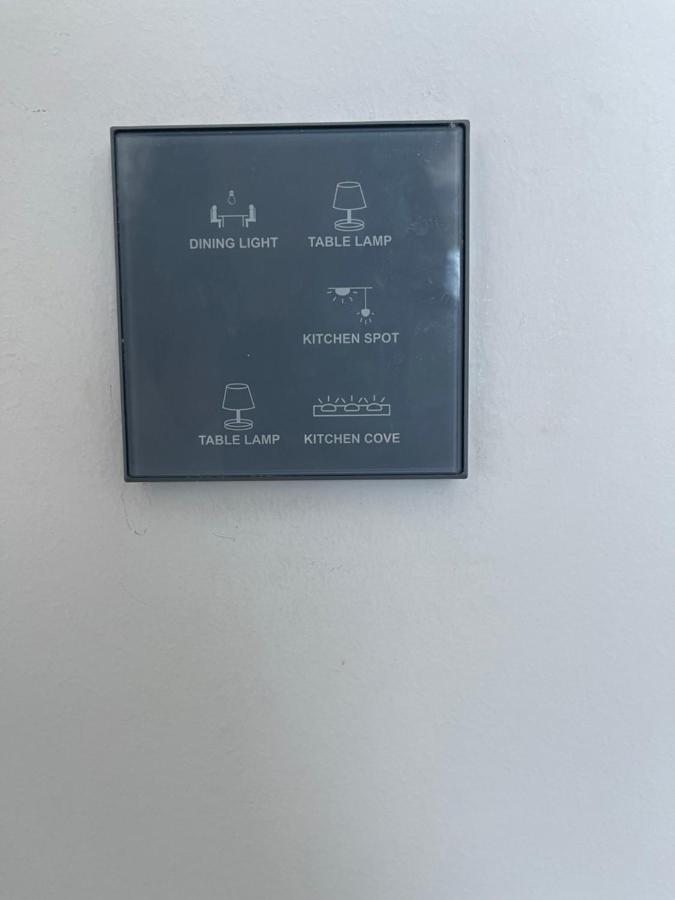 DINING LIGHT
TABLE LAMP
KITCHEN SPOT
TABLE LAMP
KITCHEN COVE